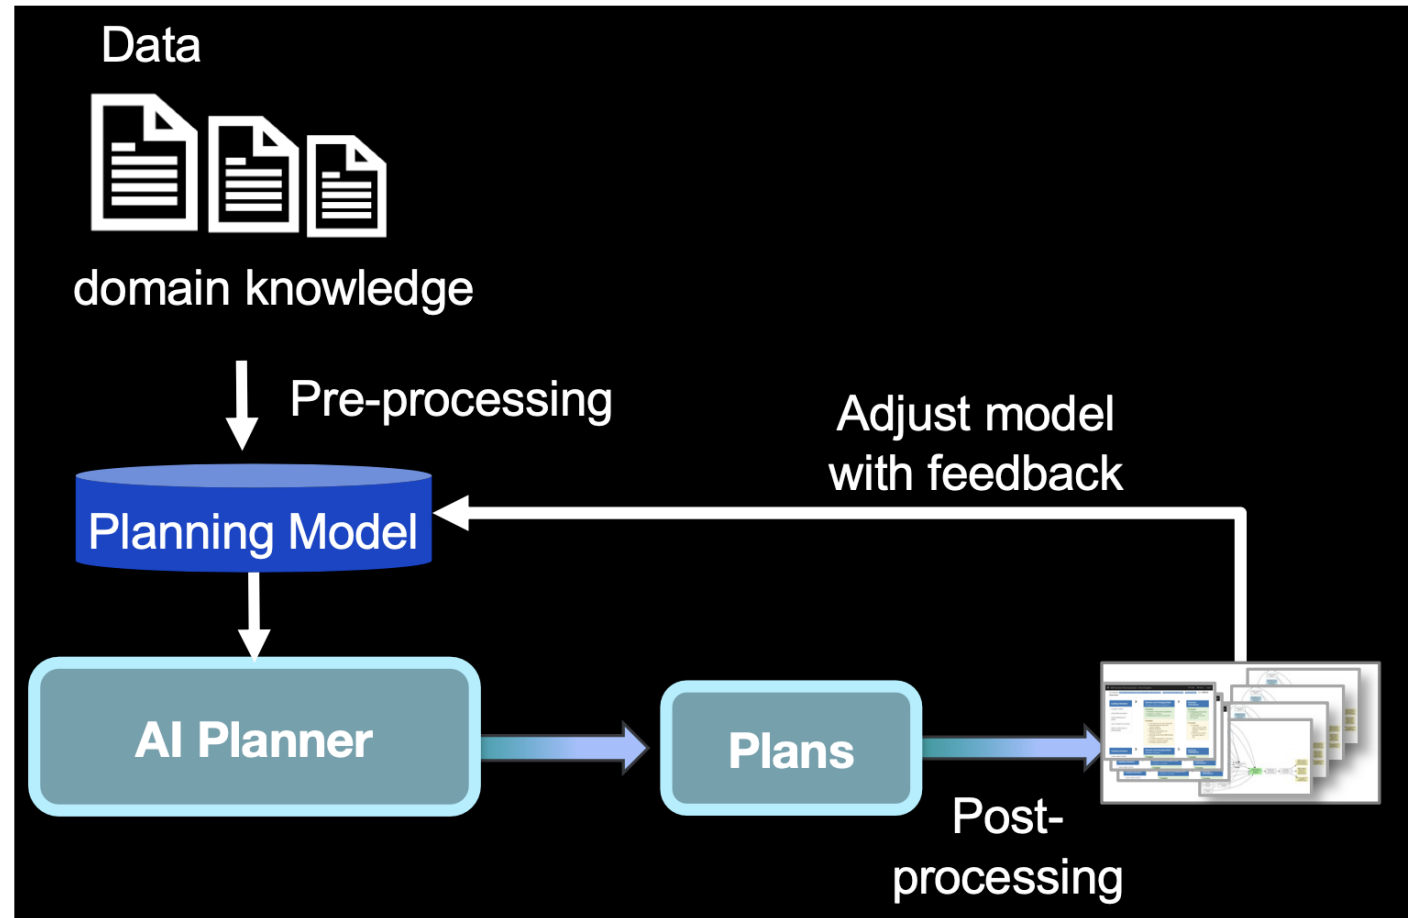 Data
domain knowledge
Pre-processing
Adjust model
with feedback
Planning Model
AI Planner
Plans
Post-
processing